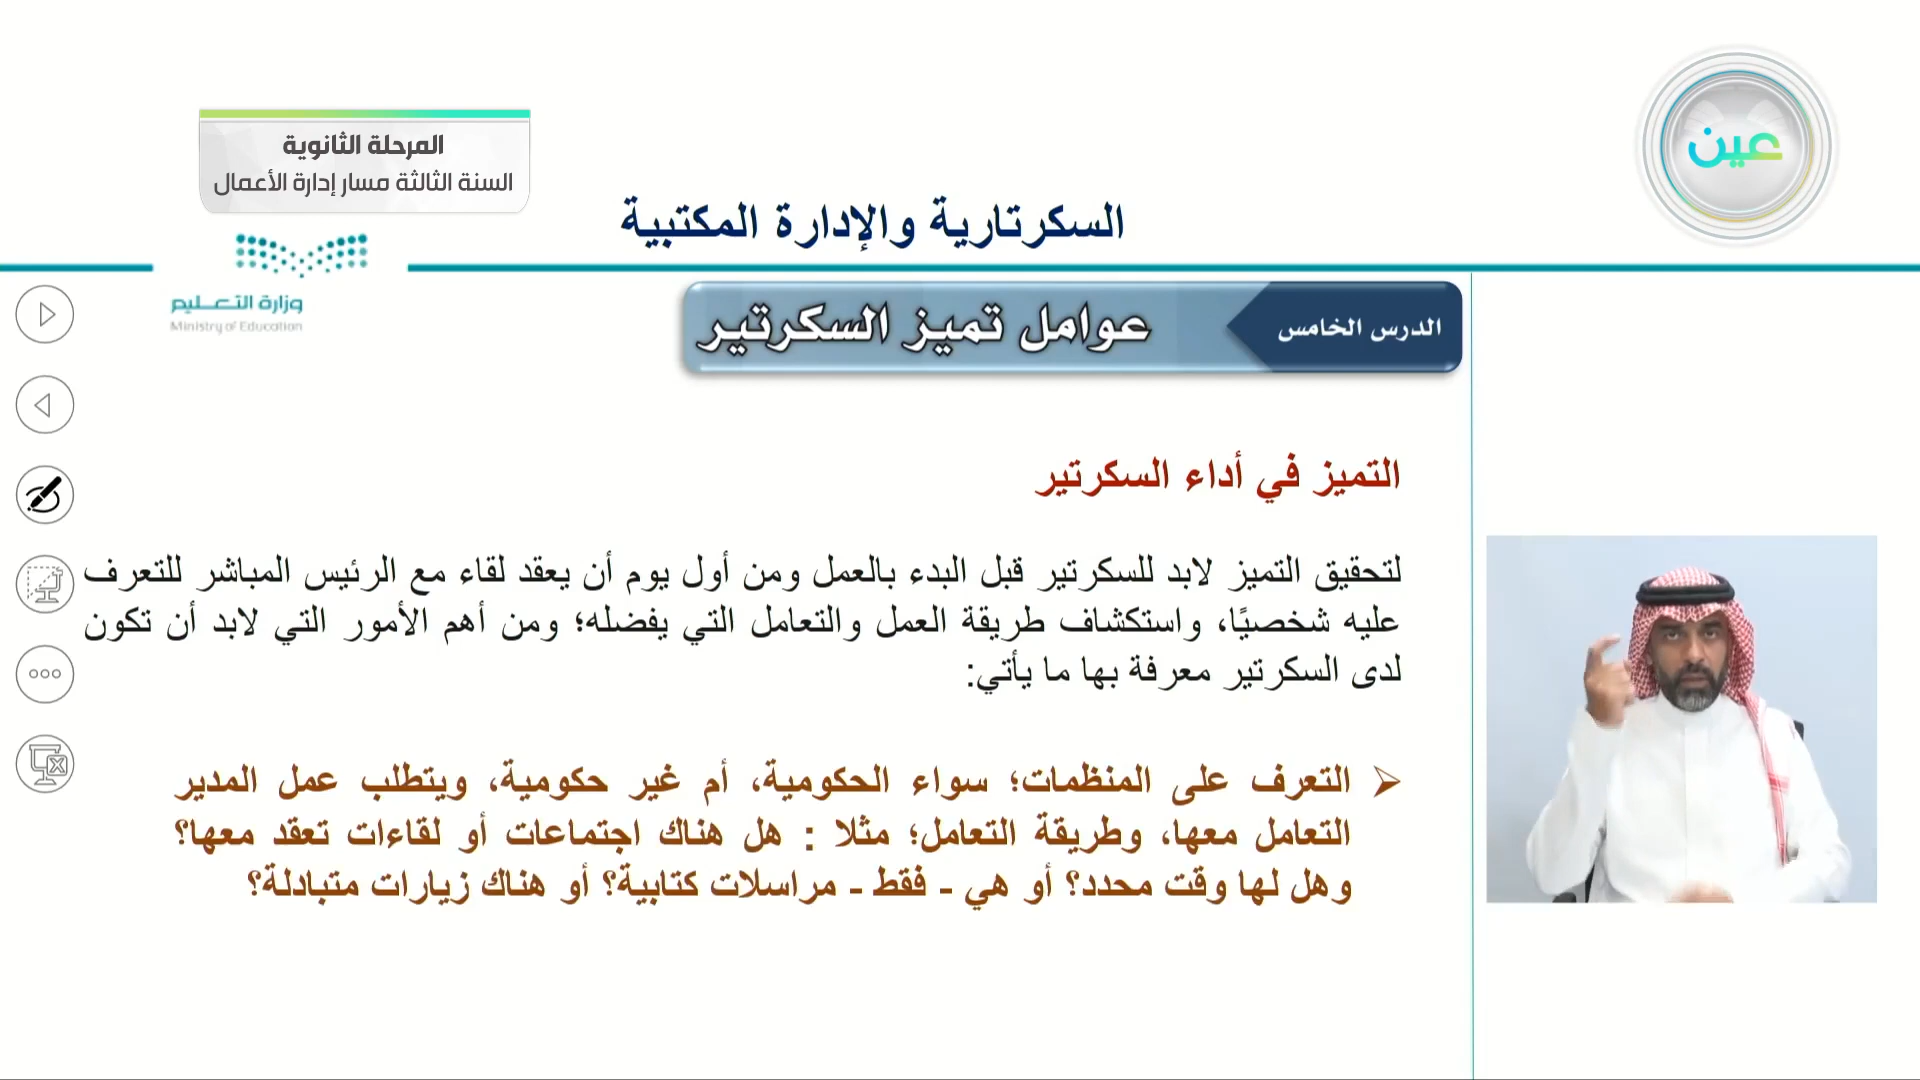 عين
المرحلة الثانوية
السنة الثالثة مسار إدارة الأعمال
السكرتارية والإدارة المكتبية
وزارة التعليم
Ministry of Education
الدرس الخامس
عوامل تميز السكرتير
التميز في أداء السكرتير
لتحقيق التميز لابد للسكرتير قبل البدء بالعمل ومن أول يوم أن يعقد لقاء مع الرئيس المباشر للتعرف
عليه شخصيًا، واستكشاف طريقة العمل والتعامل التي يفضله؛ ومن أهم الأمور التي لابد أن تكون
لدى السكرتير معرفة بها ما يأتي:
التعرف على المنظمات؛ سواء الحكومية، أم غير حكومية، ويتطلب عمل المدير
التعامل معها، وطريقة التعامل؛ مثلا : هل هناك اجتماعات أو لقاءات تعقد معها؟
وهل لها وقت محدد؟ أو هي - فقط - مراسلات كتابية؟ أو هناك زيارات متبادلة؟